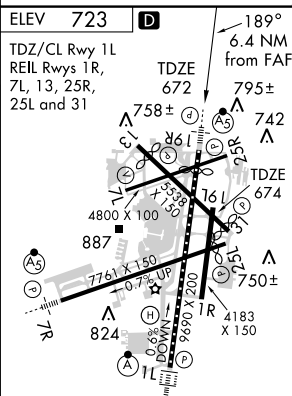 ELEV 723 D
189°
6.4 NM
from FAF
TDZ/CL Rwy 1L
REIL Rwys 1R,
7L, 13, 25R,
25L and 31
TDZE
672
795±
A5
758±
P
742
13
19R
25R
P
V
P
5538
X 150
TDZE
674
7L
19L
4800 X 100
31
887
25L
A5
P
7761 X 150
0.7% UP
P
750±
7R
824
H
0.6% DOWN
9690 X 200
1R
4183
X 150
A
1L
P